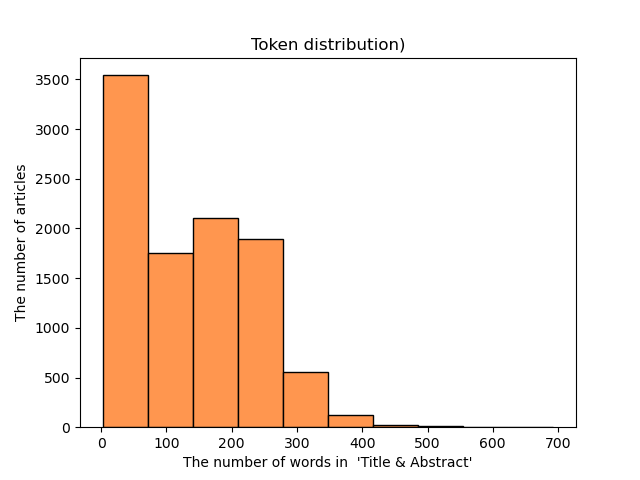 Token distribution)
3500
3000
2500
2000
1500
1000
500
0
The number of articles
0 100 200 300 400 500 600 700
The number of words in  'Title & Abstract'